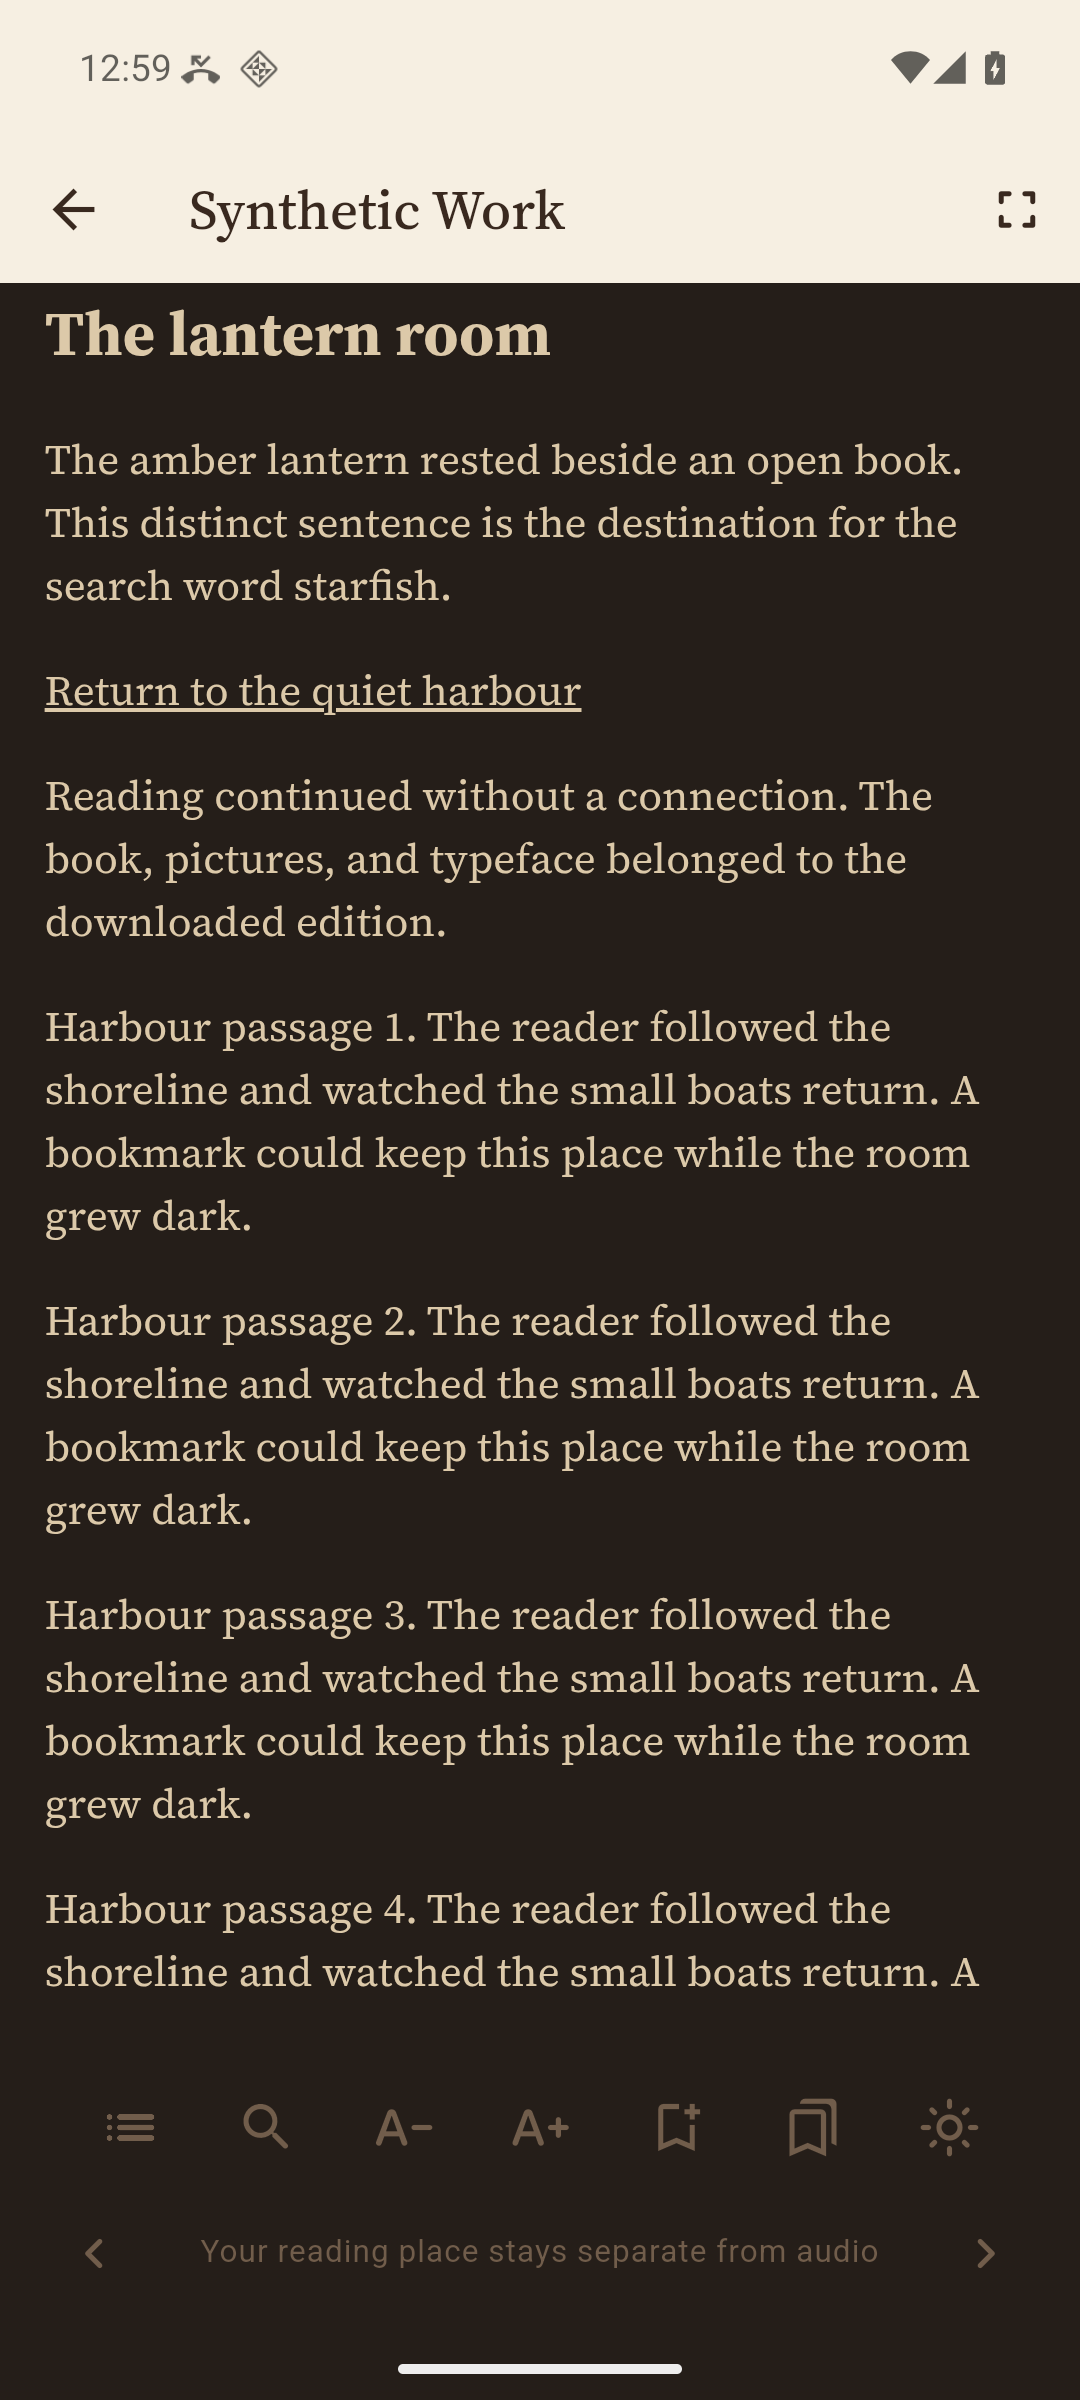 12:59
Synthetic Work
The lantern room
The amber lantern rested beside an open book.
This distinct sentence is the destination for the
search word starfish.
Return to the quiet harbour
Reading continued without a connection. The
book, pictures, and typeface belonged to the
downloaded edition.
Harbour passage 1. The reader followed the
shoreline and watched the small boats return. A
bookmark could keep this place while the room
grew dark.
Harbour passage 2. The reader followed the
shoreline and watched the small boats return. A
bookmark could keep this place while the room
grew dark.
Harbour passage 3. The reader followed the
shoreline and watched the small boats return. A
bookmark could keep this place while the room
grew dark.
Harbour passage 4. The reader followed the
shoreline and watched the small boats return. A
A- A+
Your reading place stays separate from audio